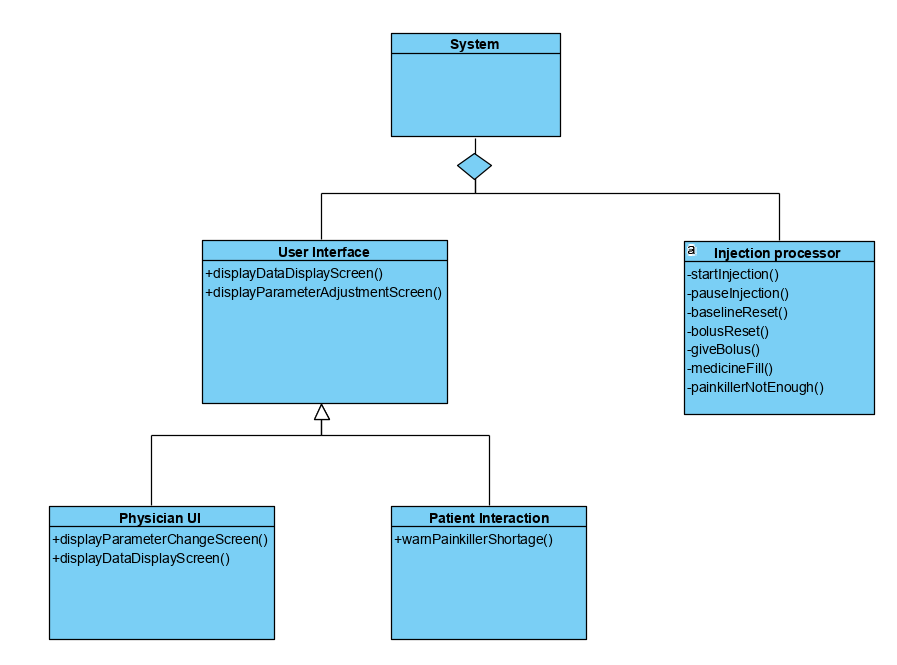 System
User Interface
+displayDataDisplayScreen()
+displayParameterAdjustmentScreen()
a
Injection processor
-startInjection()
-pauseInjection()
-baselineReset()
-bolusReset()
-giveBolus()
-medicineFill()
-painkillerNotEnough()
Physician UI
+displayParameterChangeScreen()
+displayDataDisplayScreen()
Patient Interaction
+warnPainkillerShortage()